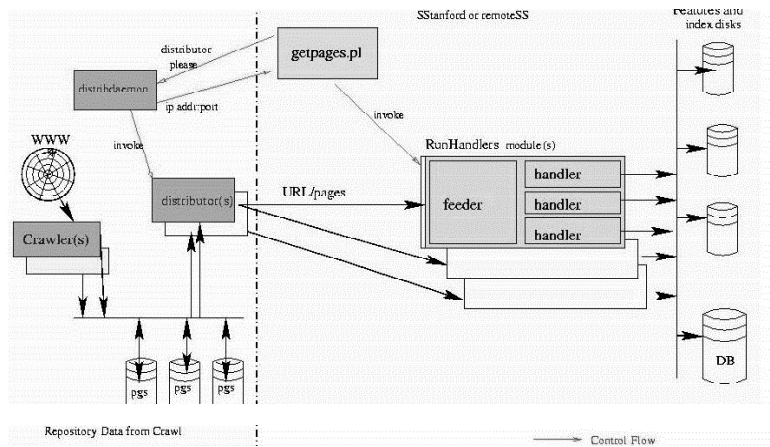 SStanford or remoteSS
Features and
index disks
distributor
please
getpages.pl
distribdaemon
ip addr:port
invoke
invoke
WWW
RunHandlers module(s)
URL/pages
distributor(s)
feeder
handler
handler
handler
Crawler(s)
DB
pgs
pgs
pgs
Repository Data from Crawl
Control Flow